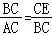 BC/AC = CE/BC